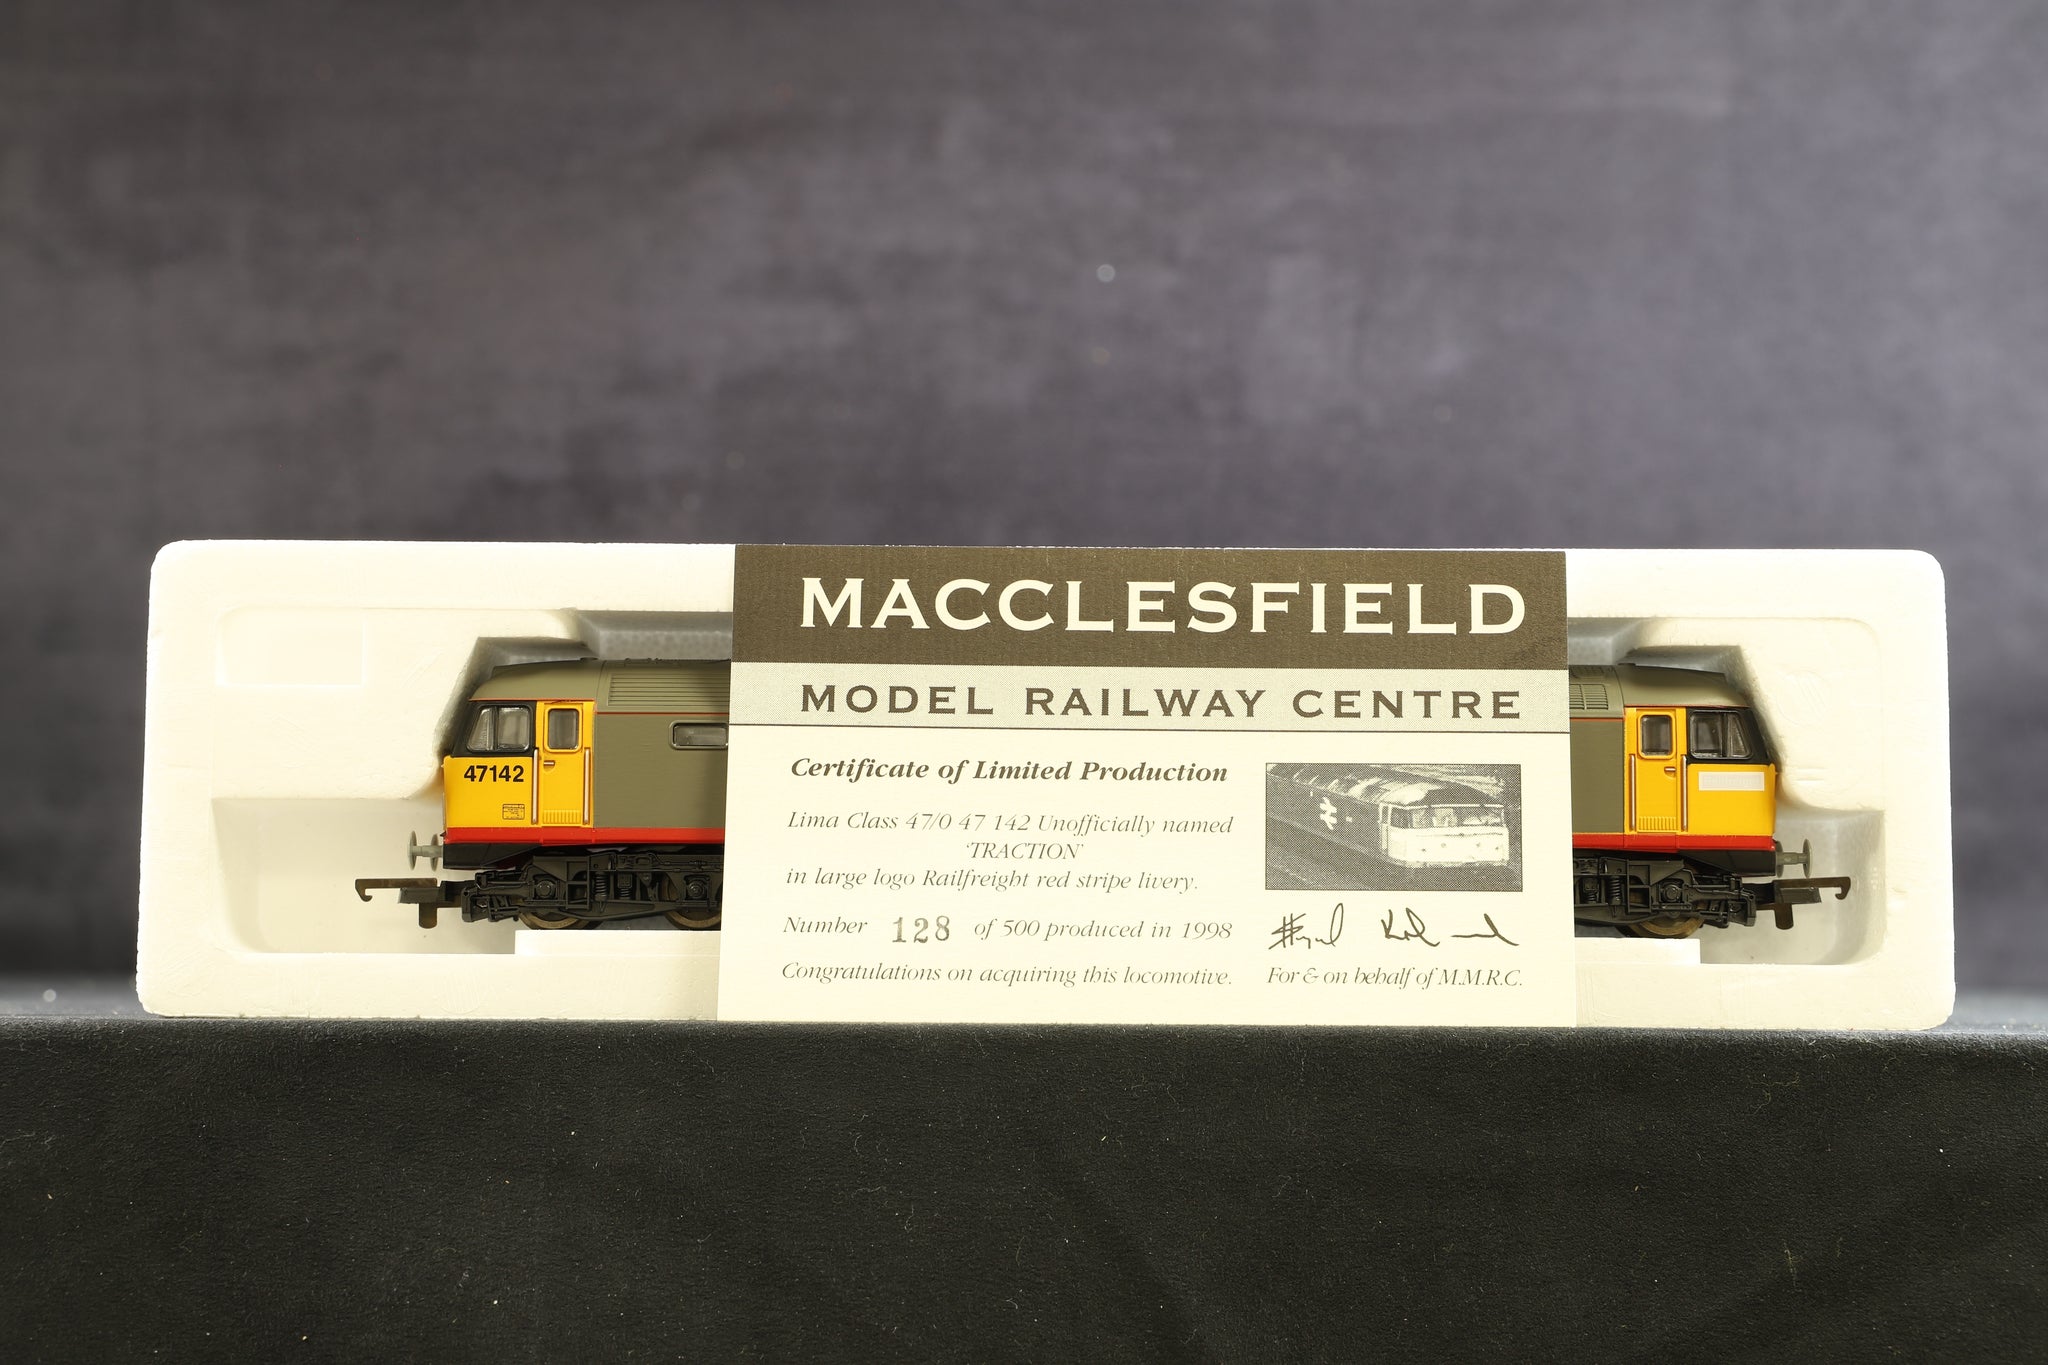 MACCLESFIELD
MODEL RAILWAY CENTRE
Certificate of Limited Production
Lima Class 47/0 47 142 Unofficially named
'TRACTION'
in large logo Railfreight red stripe livery.
Number 128 of 500 produced in 1998
Congratulations on acquiring this locomotive.
For & on behalf of M.M.R.C.
47142